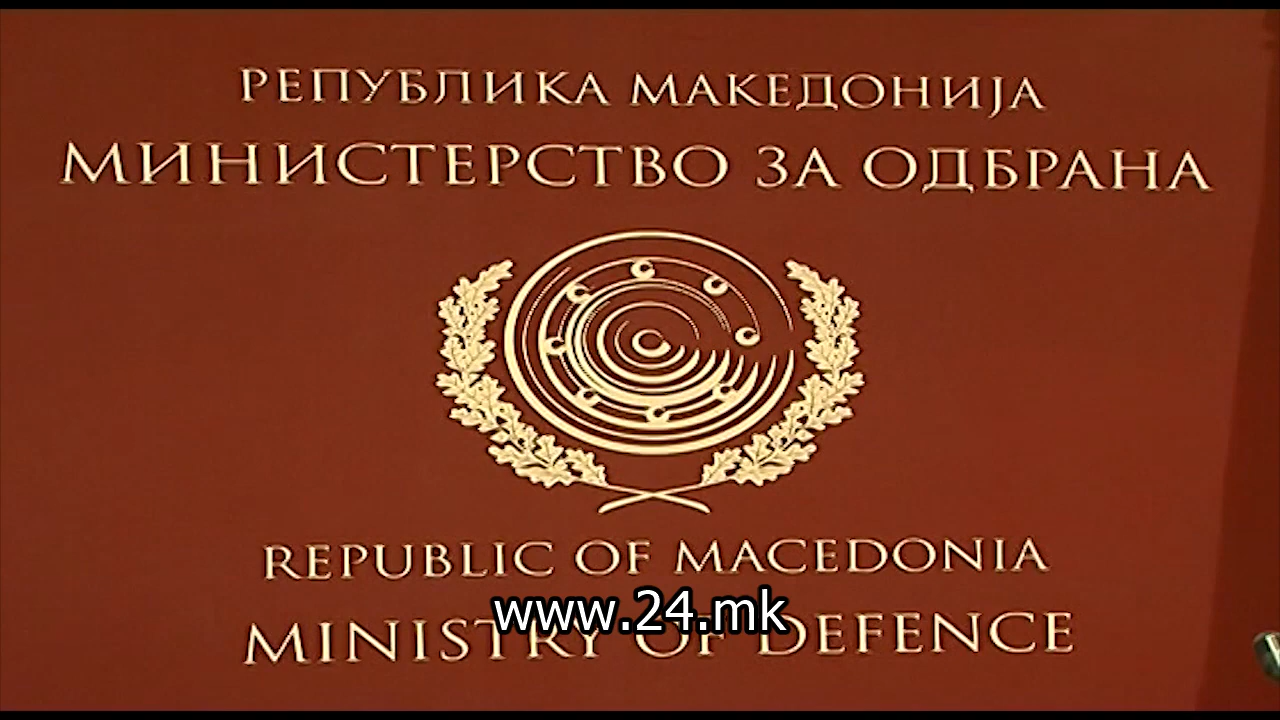 РЕПУБЛИКА МАКЕДОНИЈА
МИНИСТЕРСТВО ЗА ОДБРАНА
REPUBLIC OF MACEDONIA
www.24.mk
MINISTRY OF DEFENCE